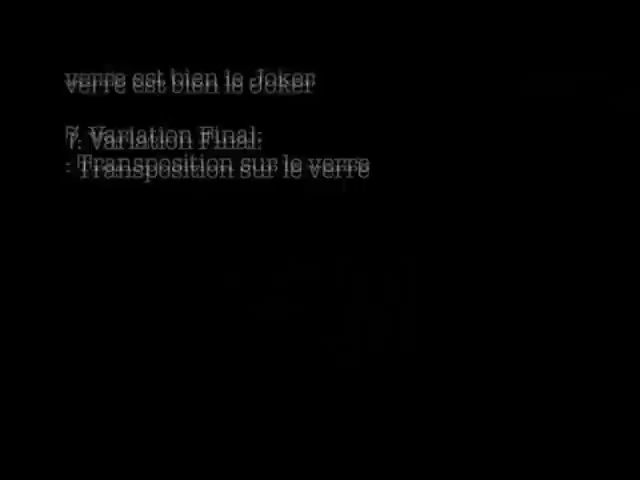 verre est bien le Joker
7. Variation Final:
: Transposition sur le verre